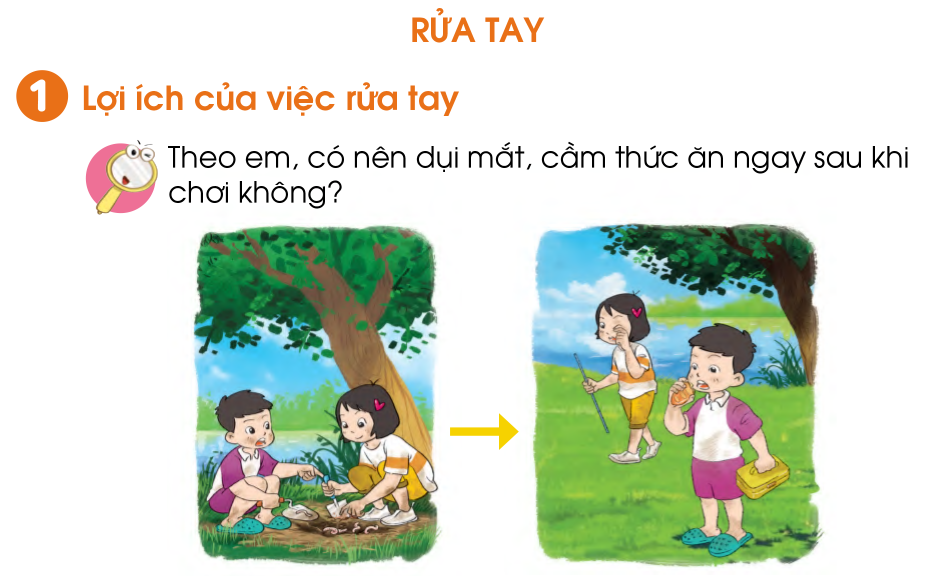 RỬA TAY
1 Lợi ích của việc rửa tay
Theo em, có nên dụi mắt, cầm thức ăn ngay sau khi
chơi không?